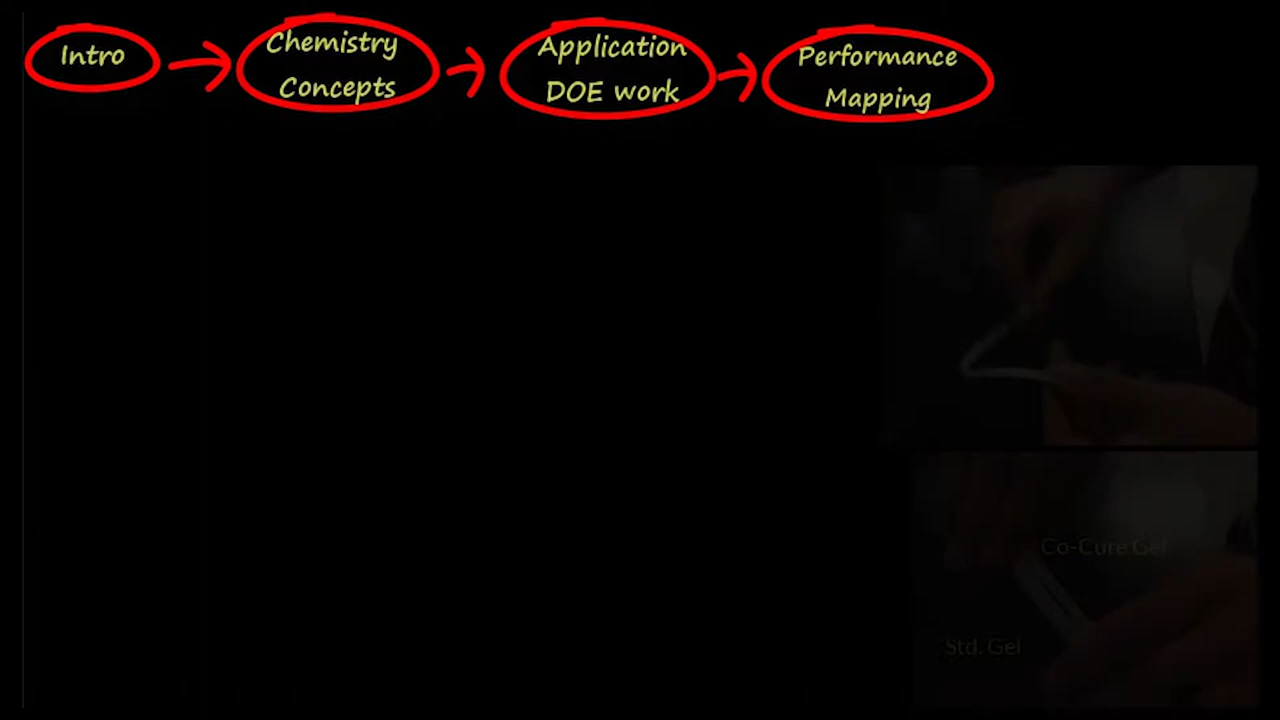 Intro
Chemistry
Concepts
Application
DOE work
Performance
Mapping
Co-Cure Gel
Std. Gel